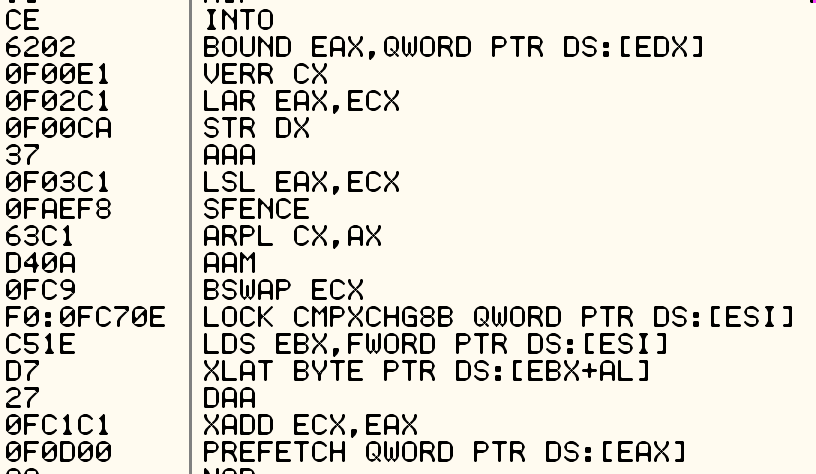 CE INTO
6202 BOUND EAX,QWORD PTR DS:[EDX]
0F00E1 VERR CX
0F02C1 LAR EAX,ECX
0F00CA STR DX
37 AAA
0F03C1 LSL EAX,ECX
0FAEF8 SFENCE
63C1 ARPL CX,AX
D40A AAM
0FC9 BSWAP ECX
F0:0FC70E LOCK CMPXCHG8B QWORD PTR DS:[ESI]
C51E LDS EBX,FWORD PTR DS:[ESI]
D7 XLAT BYTE PTR DS:[EBX+AL]
27 DAA
0FC1C1 XADD ECX,EAX
0F0D00 PREFETCH QWORD PTR DS:[EAX]